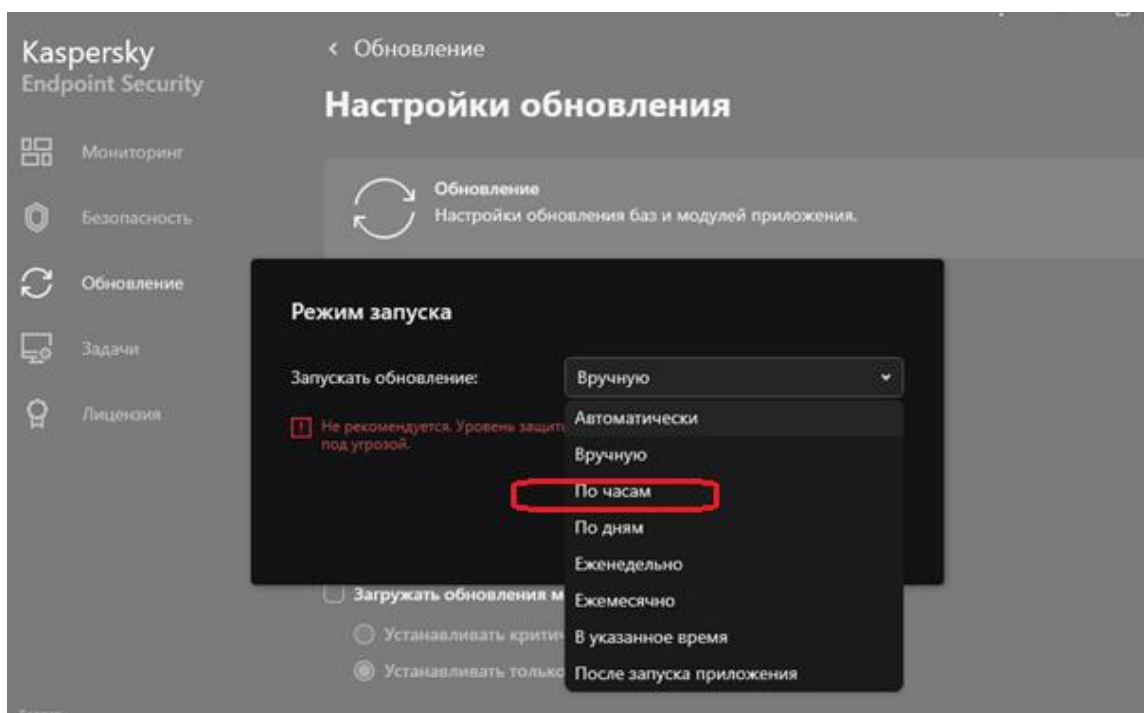 Kaspersky
Endpoint Security
Мониторинг
Безопасность
Обновление
Задачи
Лицензия
Обновление
Настройки обновления
Обновление
Настройки обновления баз и модулей приложения.
Режим запуска
Запускать обновление:
Вручную
Не рекомендуется. Уровень защиты
под угрозой.
Автоматически
Вручную
По часам
По дням
Еженедельно
Ежемесячно
В указанное время
После запуска приложения
Загружать обновления
Устанавливать
Устанавливать только